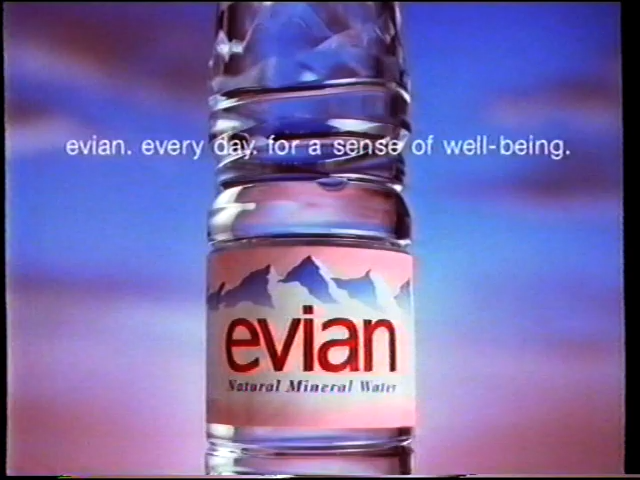 evian. every day. for a sense of well-being.
evian
Natural Mineral Water